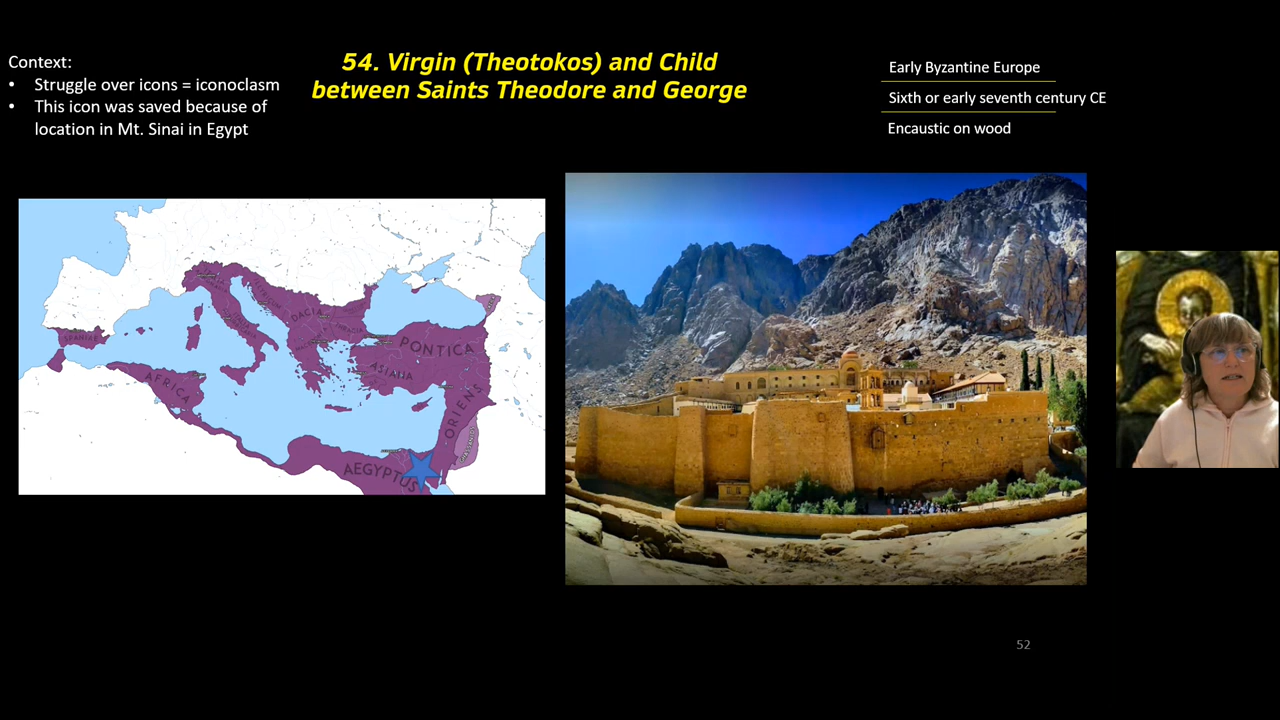 Context:
• Struggle over icons = iconoclasm
• This icon was saved because of
location in Mt. Sinai in Egypt
54. Virgin (Theotokos) and Child
between Saints Theodore and George
Early Byzantine Europe
Sixth or early seventh century CE
Encaustic on wood
SPANIAE
AFRICA
DACIA
PONTICA
ASIANA
ORIENS
AEGYPTUS
52